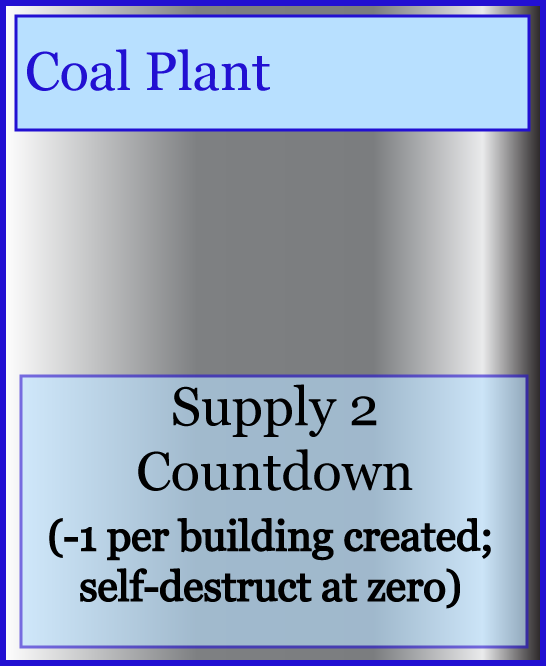 Coal Plant
Supply 2
Countdown
(-1 per building created;
self-destruct at zero)